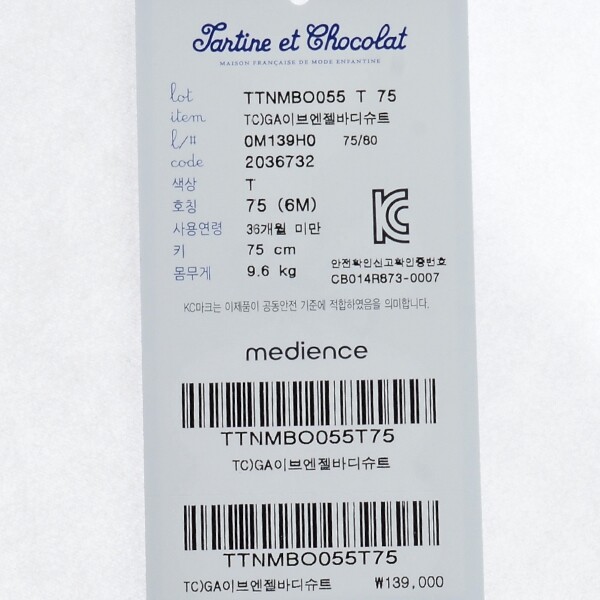 Tartine et Chocolat
MAISON FRANÇAISE DE MODE ENFANTINE
lot TTNMBO055 T 75
item TC)GA이브엔젤바디슈트
l/# 0M139H0 75/80
code 2036732
색상 T
호칭 75 (6M)
사용연령 36개월 미만
키 75 cm
몸무게 9.6 kg
안전확인신고확인증번호
CB014R873-0007
KC마크는 이제품이 공통안전 기준에 적합하였음을 의미합니다.
medience
TTNMBO055T75
TC)GA이브엔젤바디슈트
TTNMBO055T75
TC)GA이브엔젤바디슈트 ₩139,000